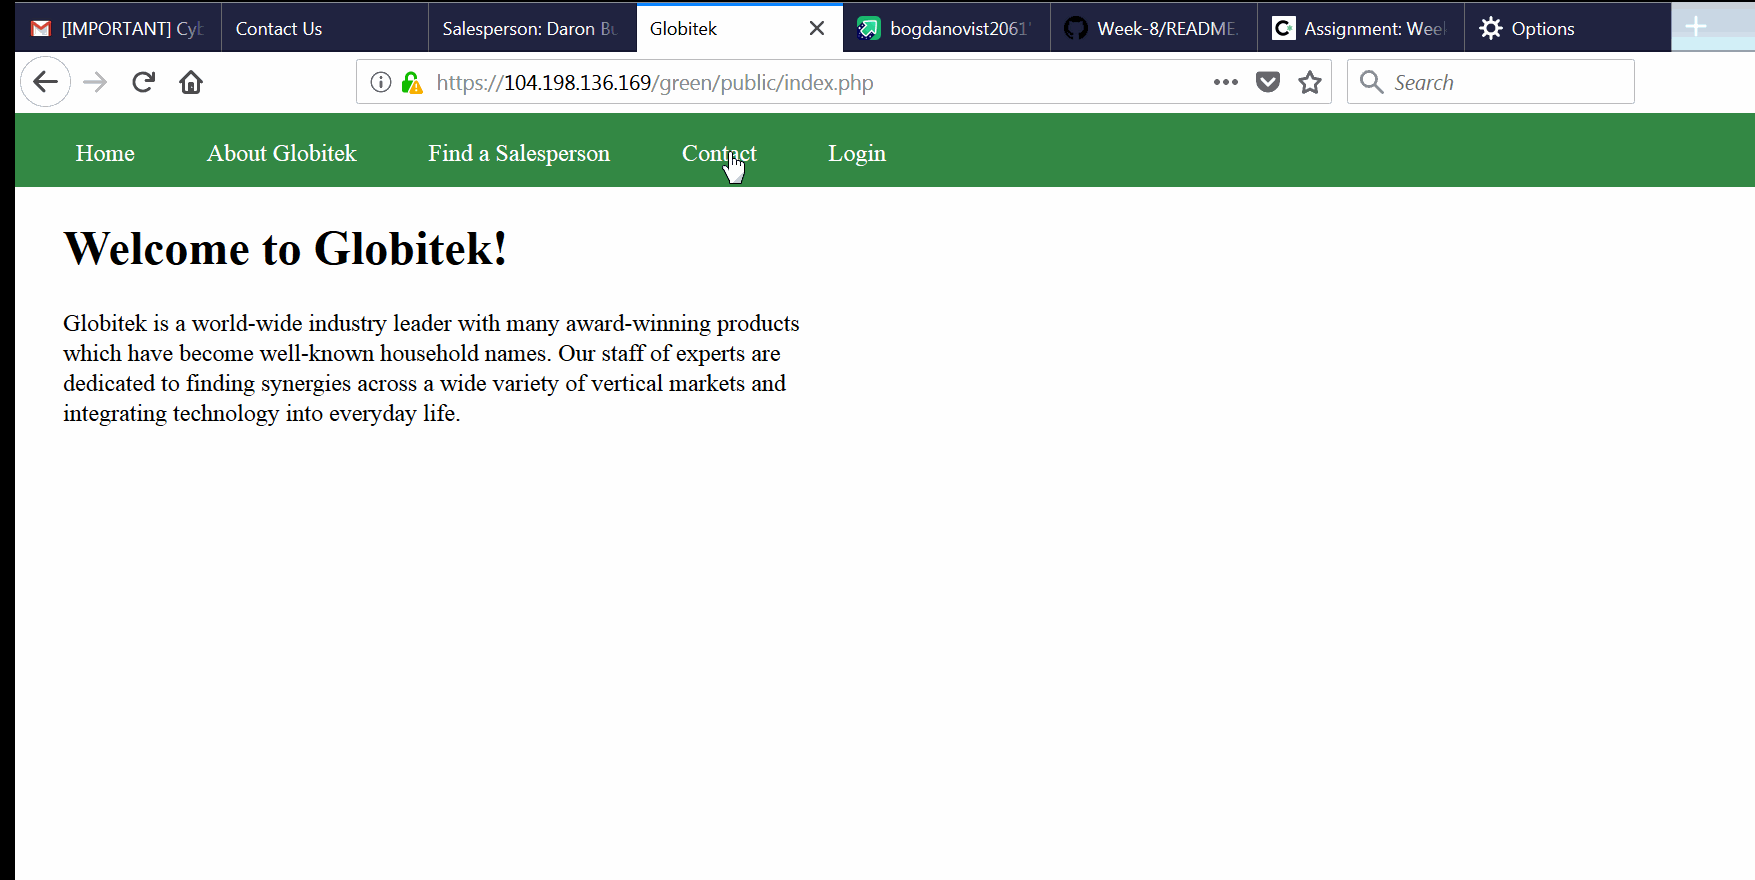 [IMPORTANT] Cyb
Contact Us
Salesperson: Daron Bu
Globitek
bogdanovist2061
Week-8/README.
Assignment: Week
Options
https://104.198.136.169/green/public/index.php
Search
Home
About Globitek
Find a Salesperson
Contact
Login
Welcome to Globitek!
Globitek is a world-wide industry leader with many award-winning products
which have become well-known household names. Our staff of experts are
dedicated to finding synergies across a wide variety of vertical markets and
integrating technology into everyday life.